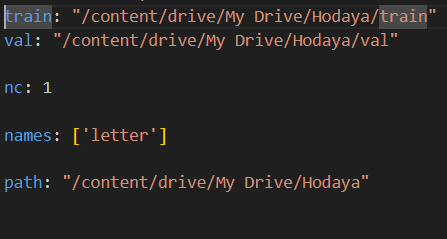 train: "/content/drive/My Drive/Hodaya/train"
val: "/content/drive/My Drive/Hodaya/val"
nc: 1
names: ['letter']
path: "/content/drive/My Drive/Hodaya"